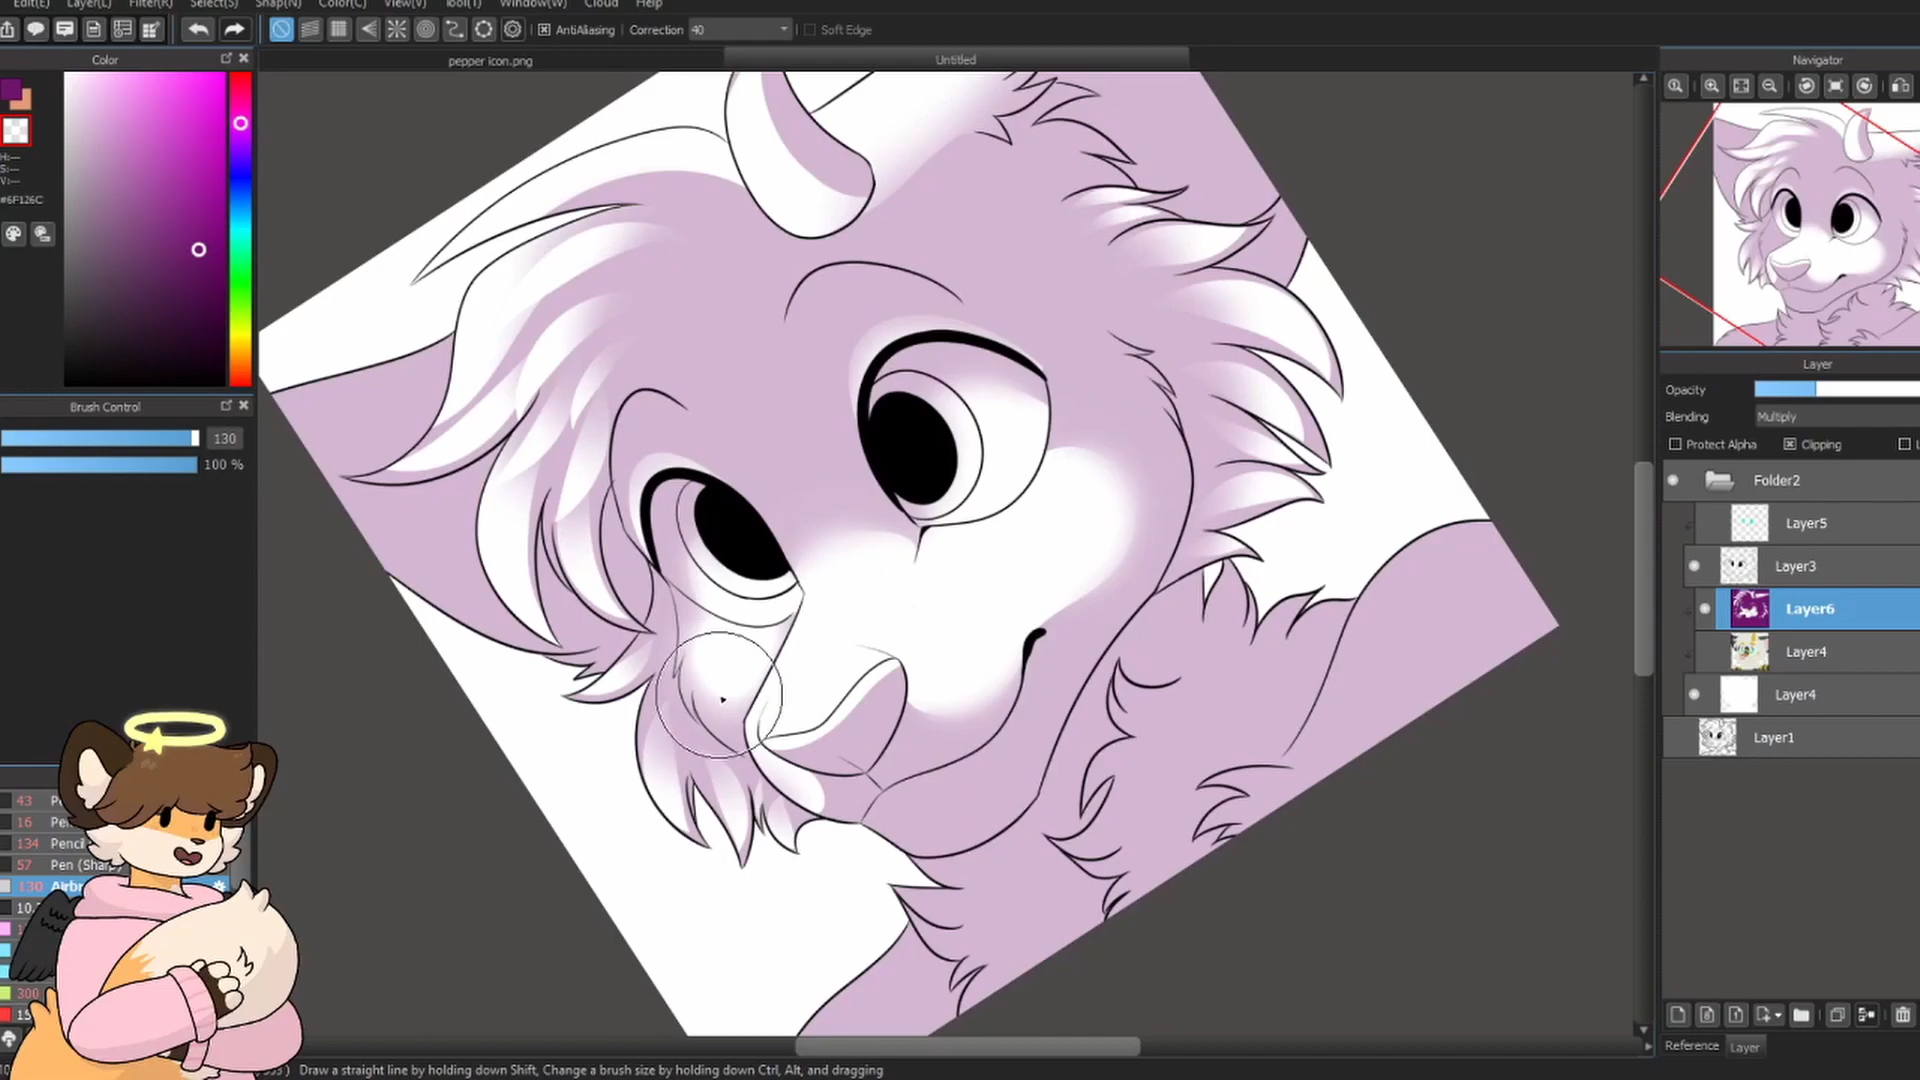 Edit(E) Layer(L) Filter(R) Select(S) Snap(N) Color(C) View(V) Tool(T) Window(W) Cloud Help
AntiAliasing Correction 40 Soft Edge
Color
pepper icon.png
Untitled
Navigator
H:---
S:---
V:---
#6F126C
Layer
Opacity
Blending Multiply
Protect Alpha Clipping
Brush Control
130
100 %
Folder2
Layer5
Layer3
Layer6
Layer4
Layer4
Layer1
43
16
134 Pencil
57 Pen (Sharp)
130
300
Reference Layer
Draw a straight line by holding down Shift, Change a brush size by holding down Ctrl, Alt, and dragging